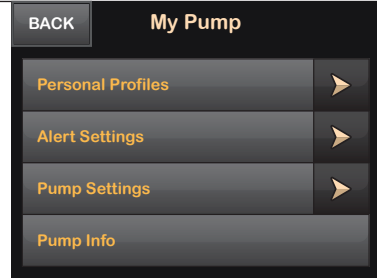 BACK
My Pump
Personal Profiles
Alert Settings
Pump Settings
Pump Info